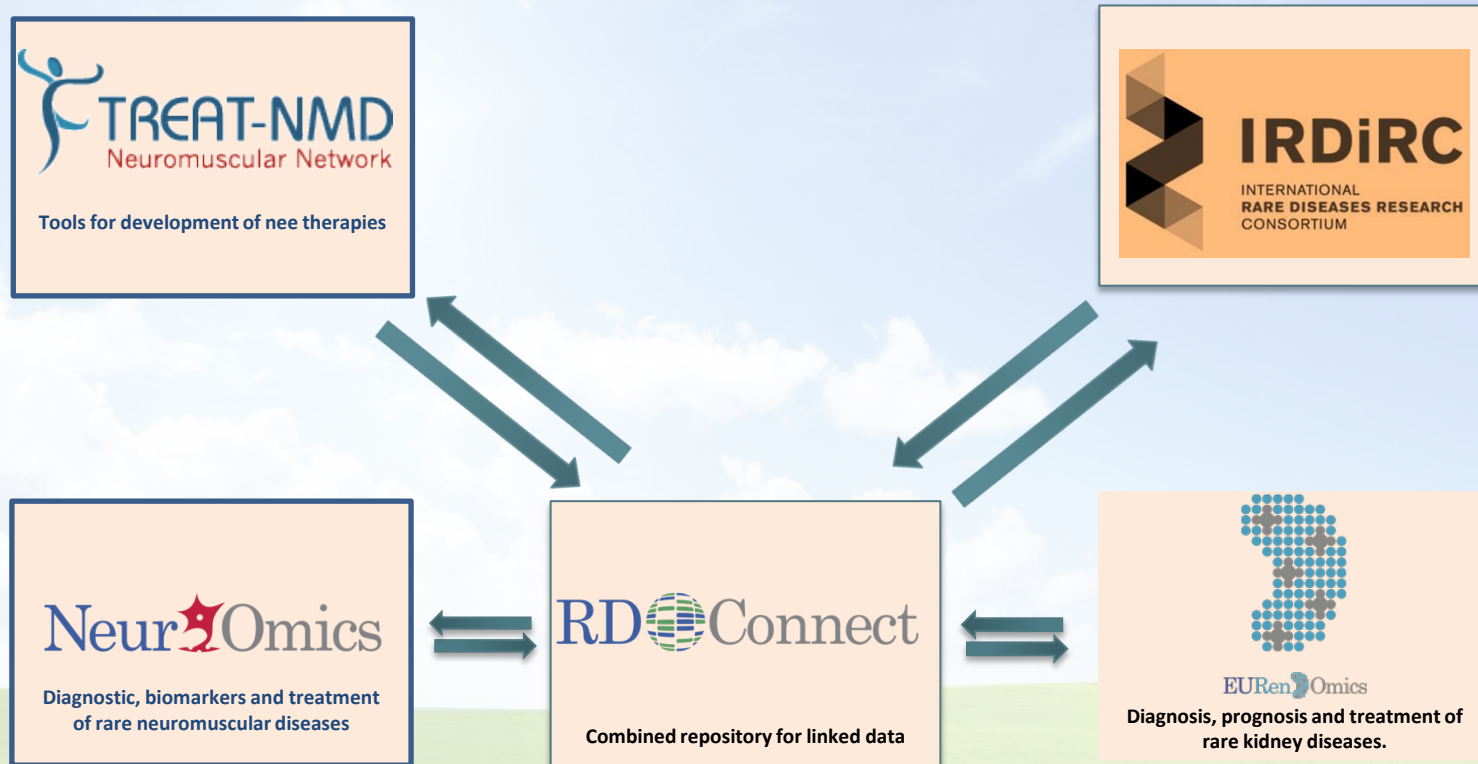 TREAT-NMD
Neuromuscular Network
Tools for development of nee therapies
IRDiRC
INTERNATIONAL
RARE DISEASES RESEARCH
CONSORTIUM
NeurOmics
Diagnostic, biomarkers and treatment
of rare neuromuscular diseases
RD Connect
Combined repository for linked data
EURenOmics
Diagnosis, prognosis and treatment of
rare kidney diseases.